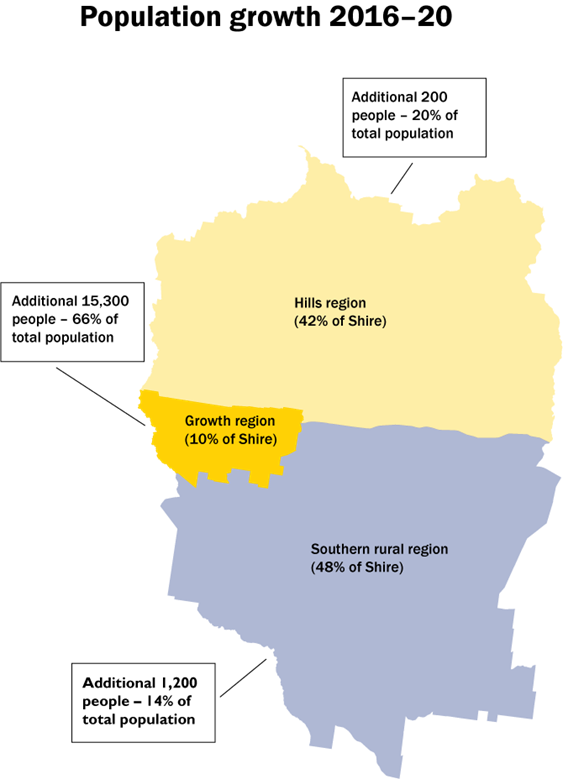 Population growth 2016–20
Additional 200
people – 20% of
total population
Hills region
(42% of Shire)
Additional 15,300
people – 66% of
total population
Growth region
(10% of Shire)
Southern rural region
(48% of Shire)
Additional 1,200
people – 14% of
total population